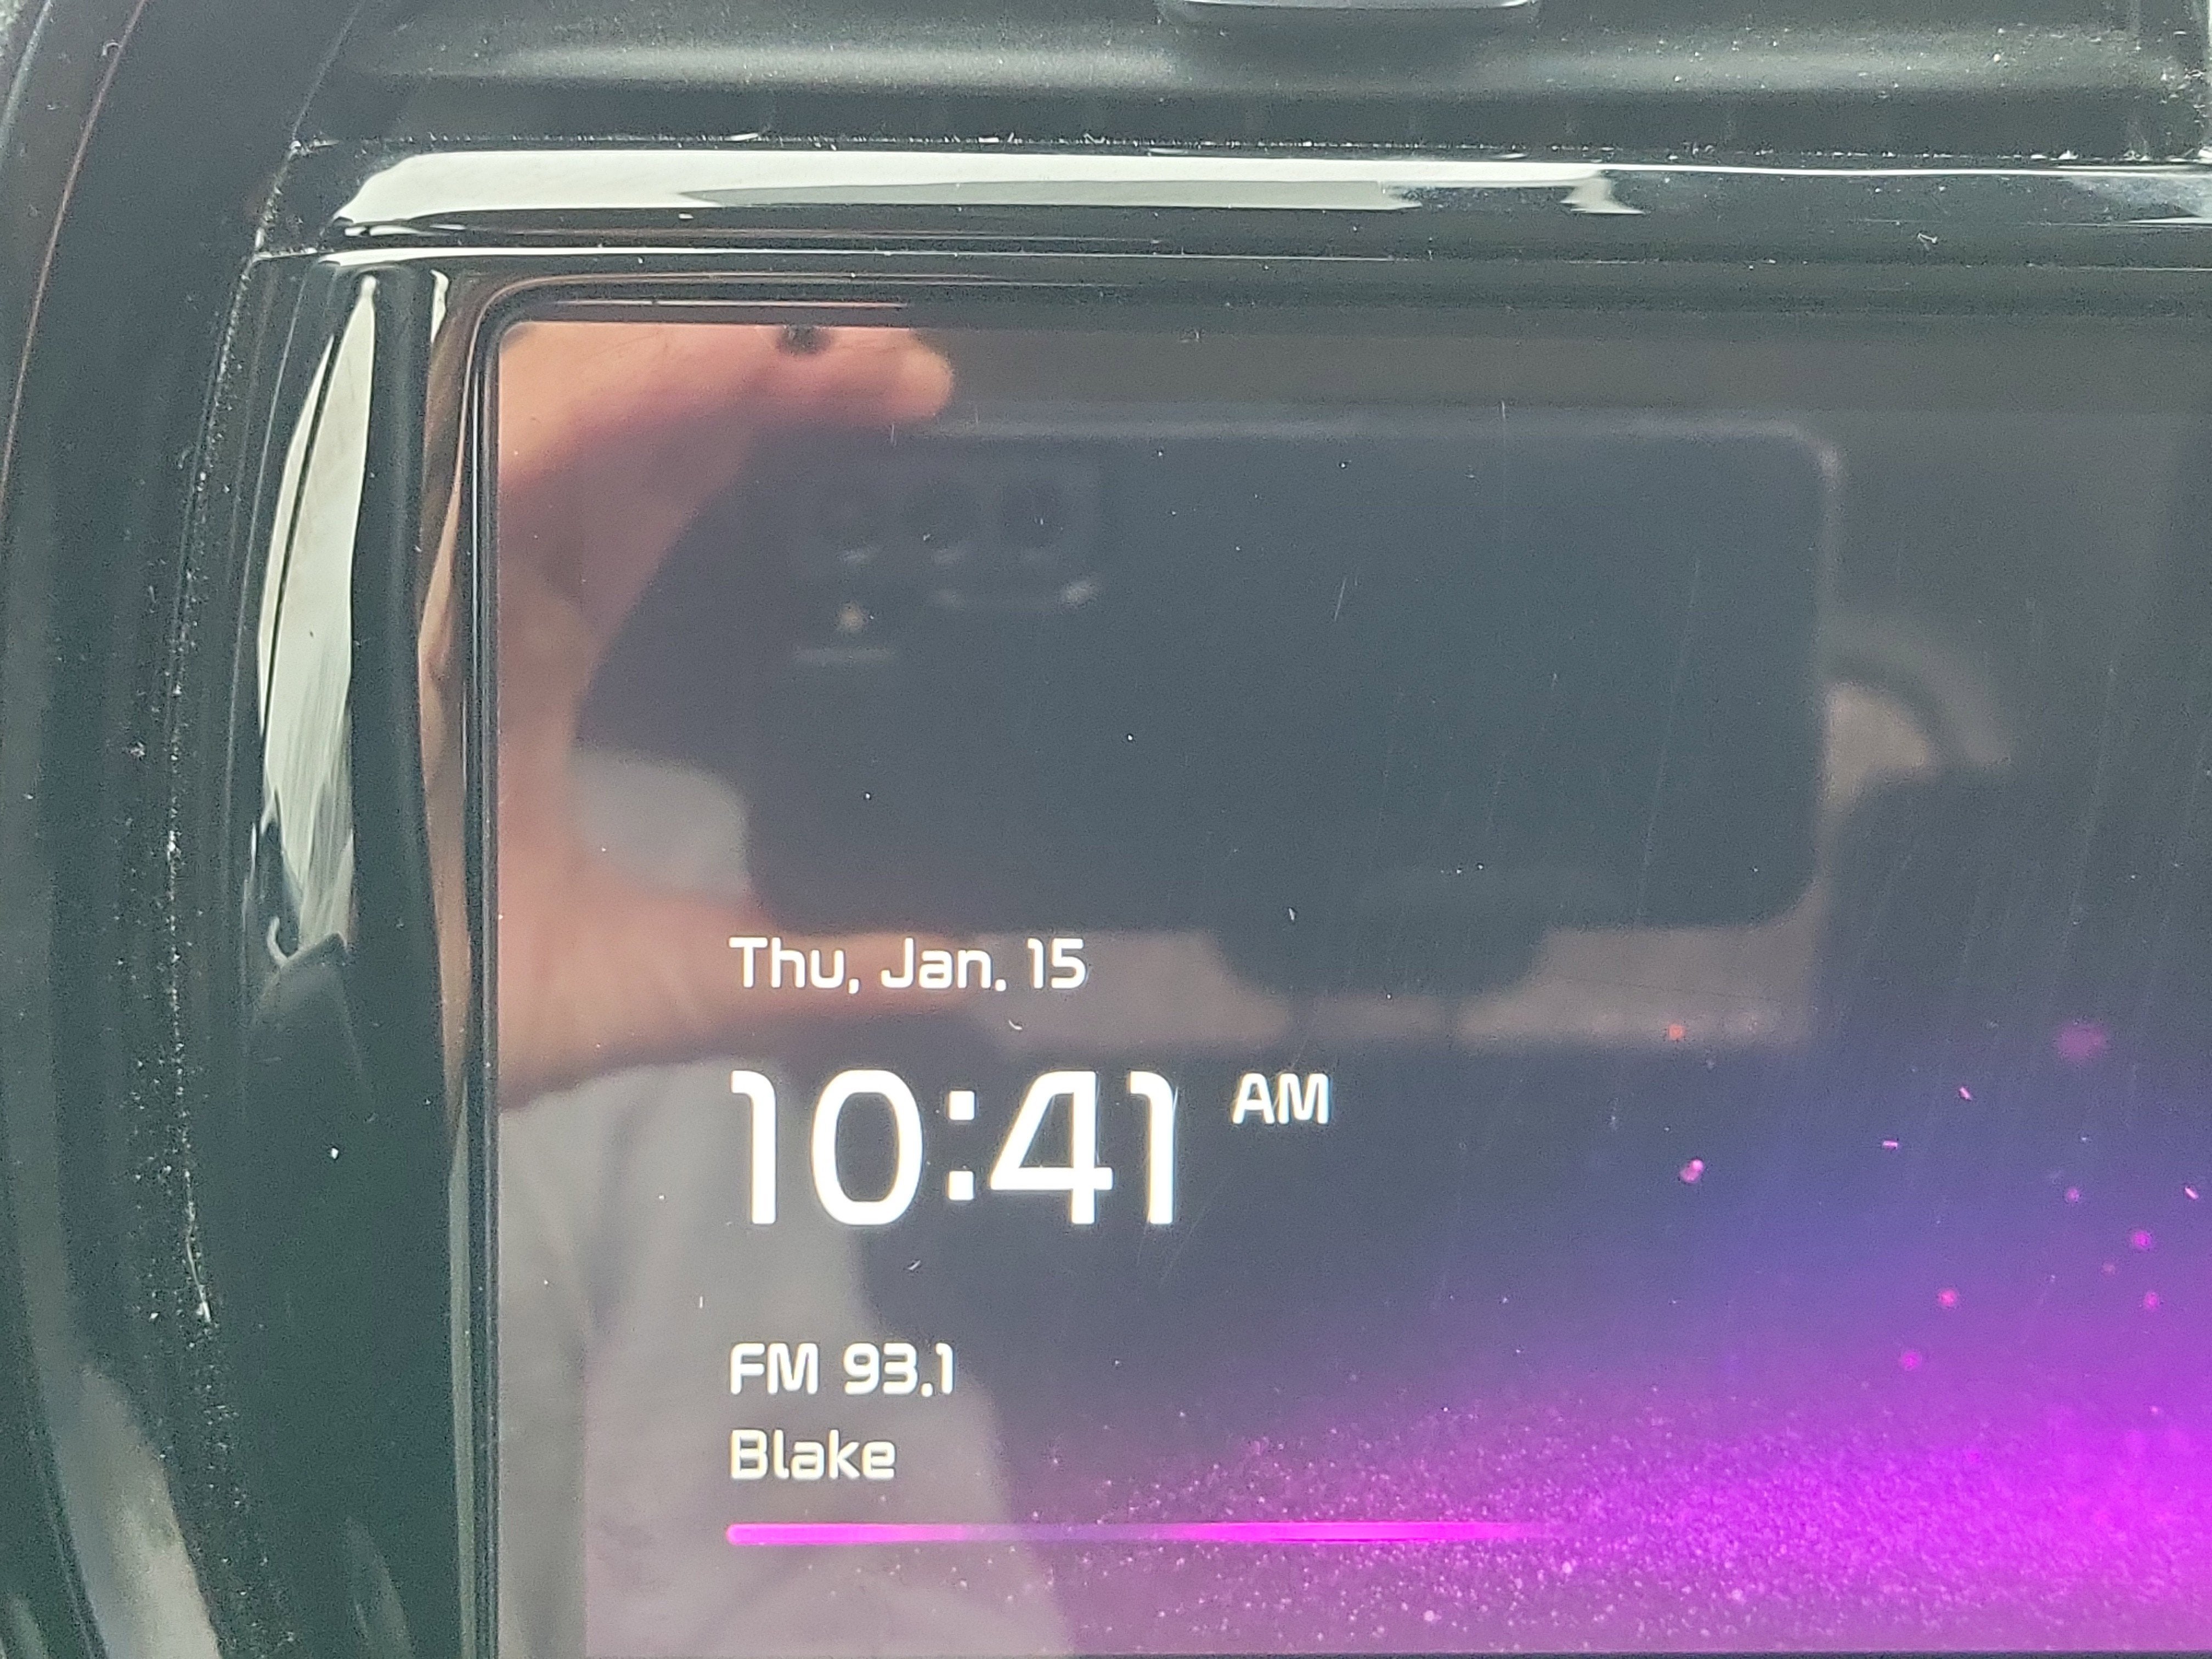 Thu, Jan. 15
10:41 AM
FM 93.1
Blake